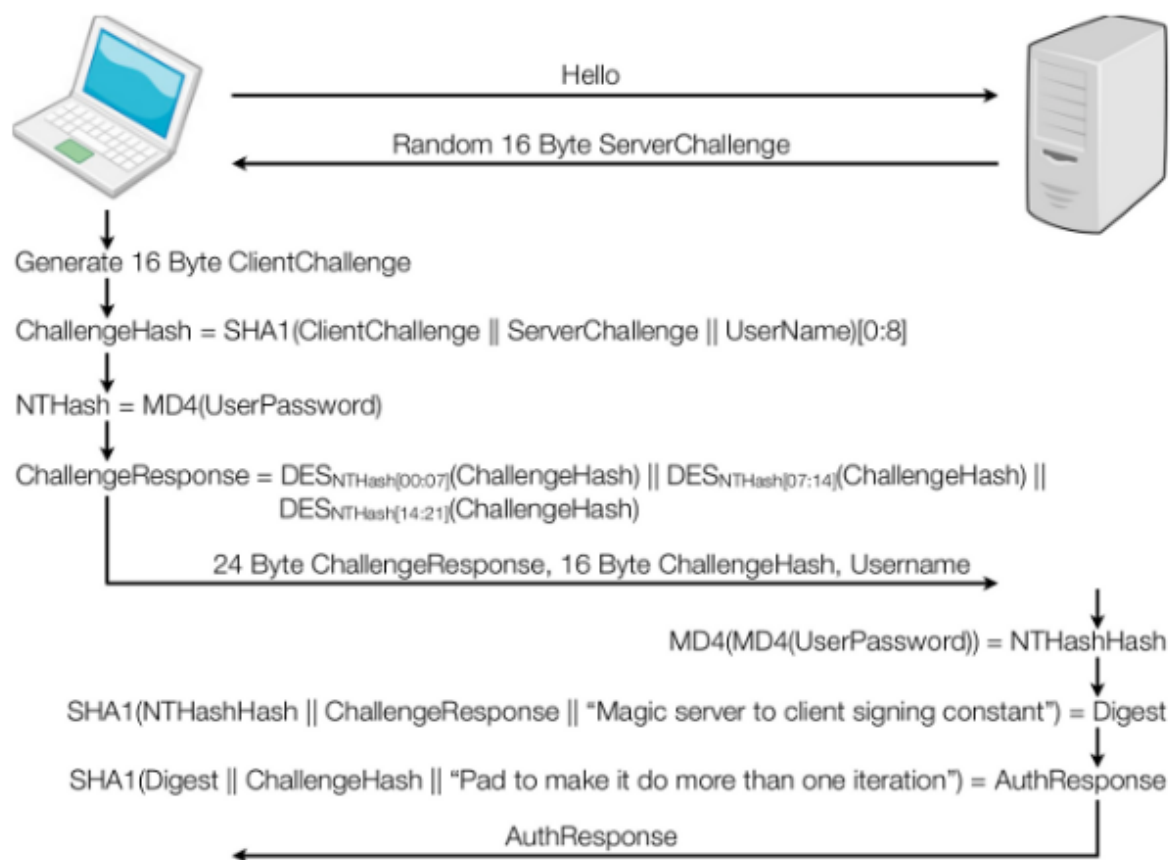 Hello
Random 16 Byte ServerChallenge
Generate 16 Byte ClientChallenge
ChallengeHash = SHA1(ClientChallenge || ServerChallenge || UserName)[0:8]
NTHash = MD4(UserPassword)
ChallengeResponse = DESNTHash[00:07](ChallengeHash) || DESNTHash[07:14](ChallengeHash) ||
DESNTHash[14:21](ChallengeHash)
24 Byte ChallengeResponse, 16 Byte ChallengeHash, Username
MD4(MD4(UserPassword)) = NTHashHash
SHA1(NTHashHash || ChallengeResponse || “Magic server to client signing constant”) = Digest
SHA1(Digest || ChallengeHash || “Pad to make it do more than one iteration”) = AuthResponse
AuthResponse